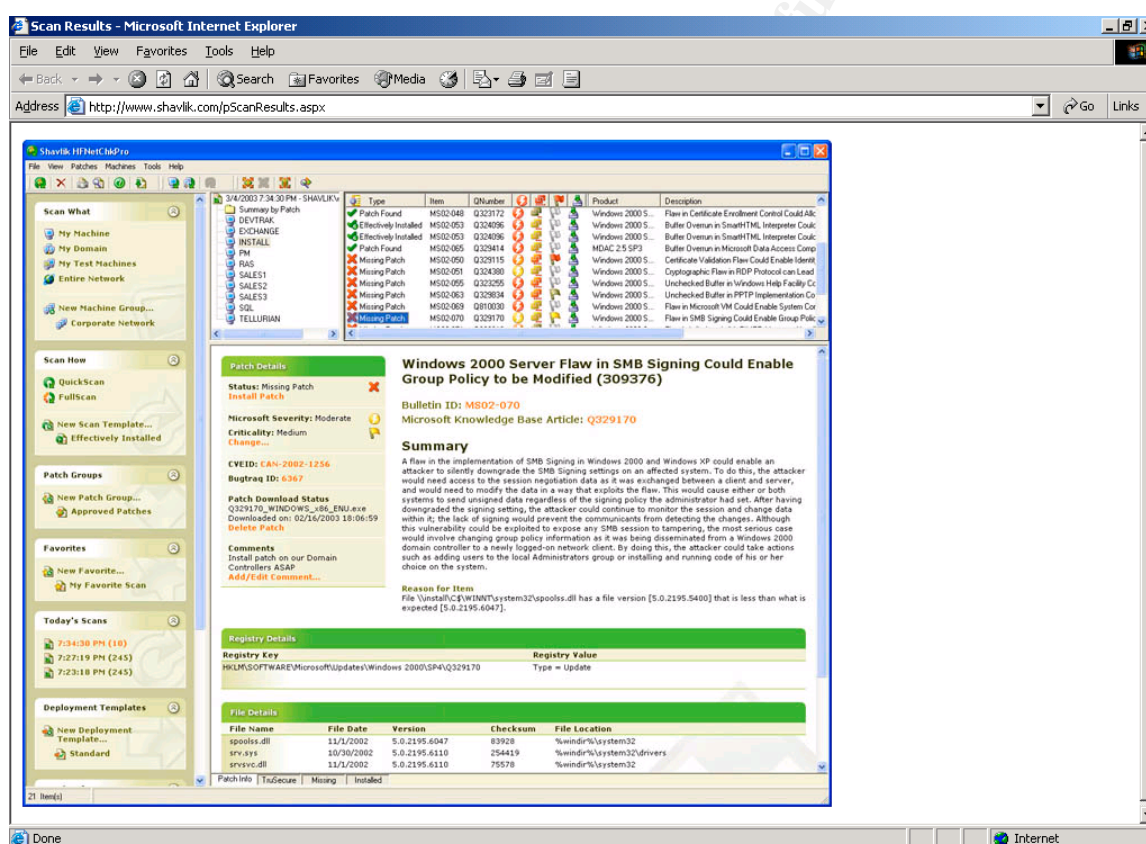 Scan Results - Microsoft Internet Explorer
File Edit View Favorites Tools Help
Back Search Favorites Media
Address http://www.shavlik.com/pScanResults.aspx Go Links
Shavlik HFNetChkPro
File View Patches Machines Tools Help
Scan What
My Machine
My Domain
My Test Machines
Entire Network
New Machine Group...
Corporate Network
Scan How
QuickScan
FullScan
New Scan Template...
Effectively Installed
Patch Groups
New Patch Group...
Approved Patches
Favorites
New Favorite...
My Favorite Scan
Today's Scans
7:34:30 PM (10)
7:27:19 PM (245)
7:23:18 PM (245)
Deployment Templates
New Deployment
Template...
Standard
3/4/2003 7:34:30 PM - SHAVLIK\
Summary by Patch
DEVTRAK
EXCHANGE
INSTALL
PM
RAS
SALES1
SALES2
SALES3
SQL
TELLURIAN
Type Item QNumber Product Description
Patch Found MS02-048 Q323172 Windows 2000 S... Flaw in Certificate Enrollment Control Could Allc
Effectively Installed MS02-053 Q324096 Windows 2000 S... Buffer Overrun in SmartHTML Interpreter Coulc
Effectively Installed MS02-053 Q324096 Windows 2000 S... Buffer Overrun in SmartHTML Interpreter Coulc
Patch Found MS02-065 Q329414 MDAC 2.5 SP3 Buffer Overrun in Microsoft Data Access Comp
Missing Patch MS02-050 Q329115 Windows 2000 S... Certificate Validation Flaw Could Enable Identit
Missing Patch MS02-051 Q324380 Windows 2000 S... Cryptographic Flaw in RDP Protocol can Lead
Missing Patch MS02-055 Q323255 Windows 2000 S... Unchecked Buffer in Windows Help Facility Cc
Missing Patch MS02-063 Q329834 Windows 2000 S... Unchecked Buffer in PPTP Implementation Co
Missing Patch MS02-069 Q810030 Windows 2000 S... Flaw in Microsoft VM Could Enable System Cor
Missing Patch MS02-070 Q329170 Windows 2000 S... Flaw in SMB Signing Could Enable Group Polic
Patch Details
Status: Missing Patch
Install Patch
Microsoft Severity: Moderate
Criticality: Medium
Change...
CVEID: CAN-2002-1256
Bugtraq ID: 6367
Patch Download Status
Q329170_WINDOWS_x86_ENU.exe
Downloaded on: 02/16/2003 18:06:59
Delete Patch
Comments
Install patch on our Domain
Controllers ASAP
Add/Edit Comment...
Windows 2000 Server Flaw in SMB Signing Could Enable
Group Policy to be Modified (309376)
Bulletin ID: MS02-070
Microsoft Knowledge Base Article: Q329170
Summary
A flaw in the implementation of SMB Signing in Windows 2000 and Windows XP could enable an
attacker to silently downgrade the SMB Signing settings on an affected system. To do this, the attacker
would need access to the session negotiation data as it was exchanged between a client and server,
and would need to modify the data in a way that exploits the flaw. This would cause either or both
systems to send unsigned data regardless of the signing policy the administrator had set. After having
downgraded the signing setting, the attacker could continue to monitor the session and change data
within it; the lack of signing would prevent the communicants from detecting the changes. Although
this vulnerability could be exploited to expose any SMB session to tampering, the most serious case
would involve changing group policy information as it was being disseminated from a Windows 2000
domain controller to a newly logged-on network client. By doing this, the attacker could take actions
such as adding users to the local Administrators group or installing and running code of his or her
choice on the system.
Reason for Item
File \\install\C$\WINNT\system32\spoolss.dll has a file version [5.0.2195.5400] that is less than what is
expected [5.0.2195.6047].
Registry Details
Registry Key Registry Value
HKLM\SOFTWARE\Microsoft\Updates\Windows 2000\SP4\Q329170 Type = Update
File Details
File Name File Date Version Checksum File Location
spoolss.dll 11/1/2002 5.0.2195.6047 83928 %windir%\system32
srv.sys 10/30/2002 5.0.2195.6110 254419 %windir%\system32\drivers
srvsvc.dll 11/1/2002 5.0.2195.6110 75578 %windir%\system32
Patch Info TruSecure Missing Installed
21 Item(s)
Done Internet